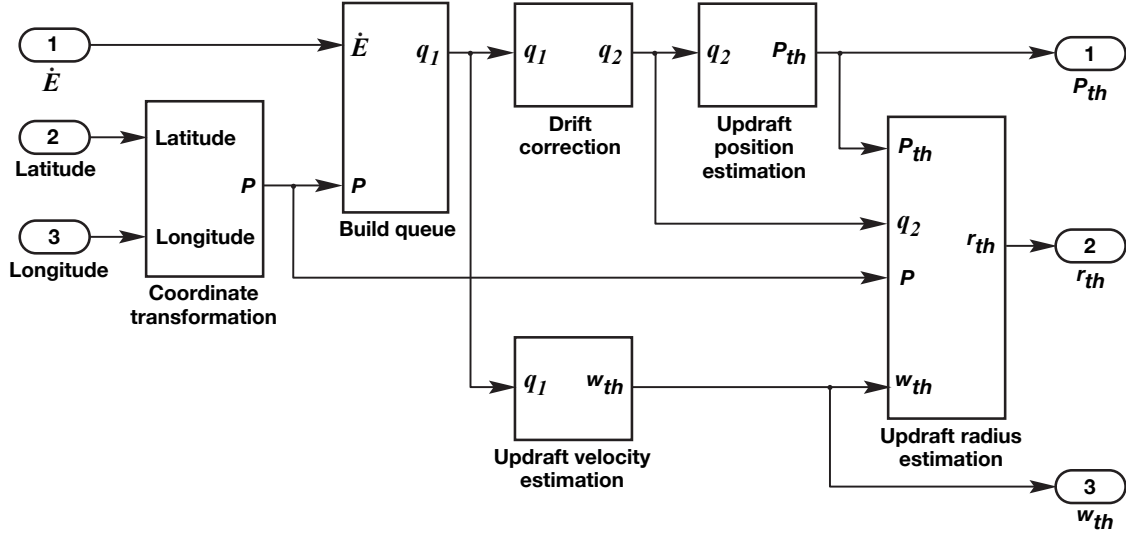 1
Ė
2
Latitude
3
Longitude
Latitude
P
Longitude
Coordinate
transformation
Ė
q1
P
Build queue
q1
q2
Drift
correction
q2
Pth
Updraft
position
estimation
q1
wth
Updraft velocity
estimation
Pth
q2
rth
P
wth
Updraft radius
estimation
1
Pth
2
rth
3
wth